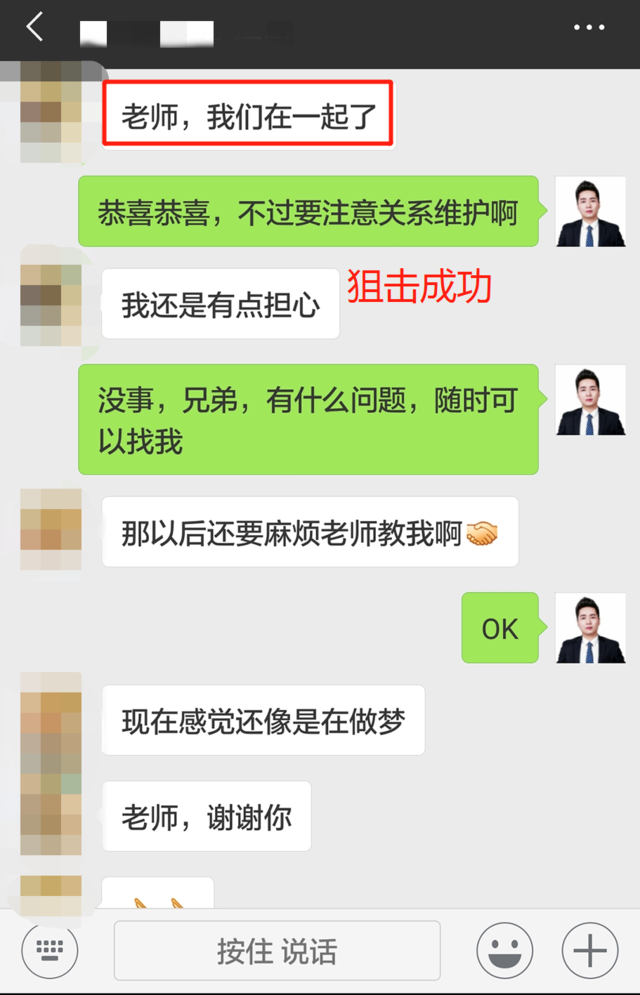 老师，我们在一起了
恭喜恭喜，不过要注意关系维护啊
我还是有点担心
狙击成功
没事，兄弟，有什么问题，随时可
以找我
那以后还要麻烦老师教我啊
OK
现在感觉还像是在做梦
老师，谢谢你
按住 说话